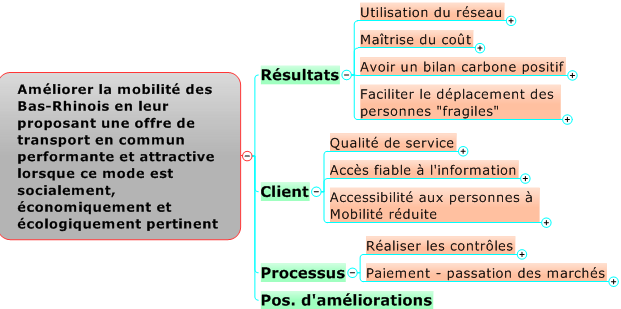 Améliorer la mobilité des
Bas-Rhinois en leur
proposant une offre de
transport en commun
performante et attractive
lorsque ce mode est
socialement,
économiquement et
écologiquement pertinent
Résultats
Utilisation du réseau
Maîtrise du coût
Avoir un bilan carbone positif
Faciliter le déplacement des
personnes "fragiles"
Client
Qualité de service
Accès fiable à l'information
Accessibilité aux personnes à
Mobilité réduite
Processus
Réaliser les contrôles
Paiement - passation des marchés
Pos. d'améliorations